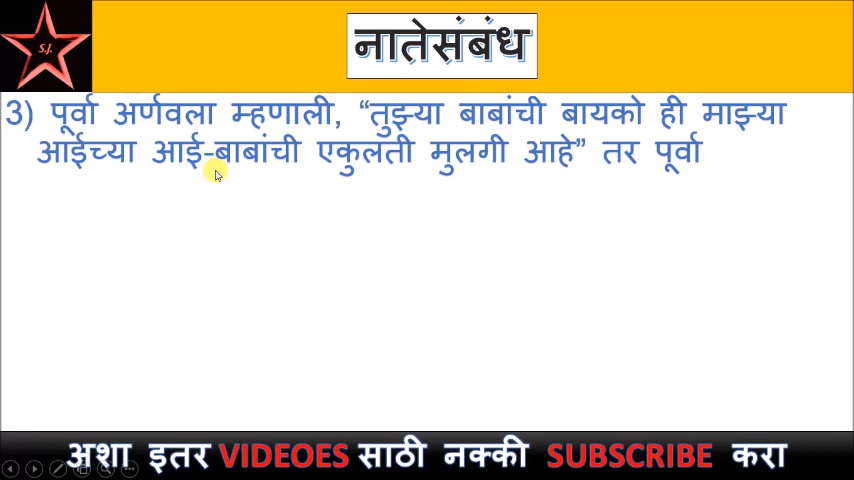 नातेसंबंध
S.J.
3) पूर्वा अर्णवला म्हणाली, “तुझ्या बाबांची बायको ही माझ्या
आईच्या आई-बाबांची एकुलती मुलगी आहे” तर पूर्वा
अशा इतर VIDEOES साठी नक्की SUBSCRIBE करा